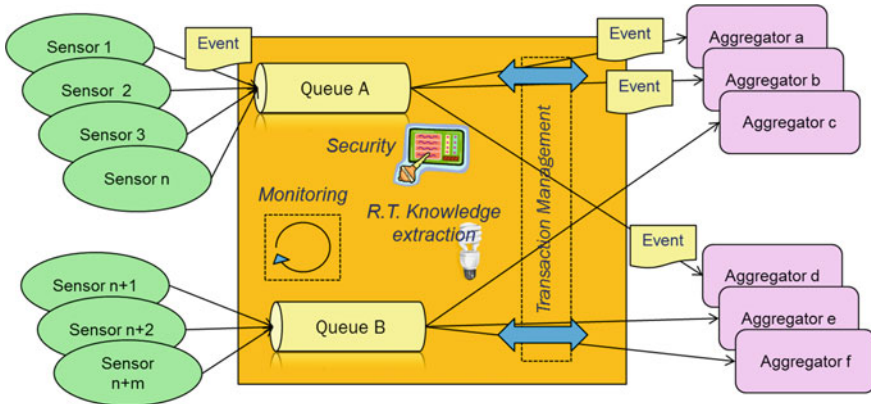 Sensor 1
Sensor 2
Sensor 3
Sensor n
Event
Queue A
Security
Monitoring
R.T. Knowledge
extraction
Transaction Management
Event
Event
Aggregator a
Aggregator b
Aggregator c
Sensor n+1
Sensor n+2
Sensor
n+m
Queue B
Event
Aggregator d
Aggregator e
Aggregator f